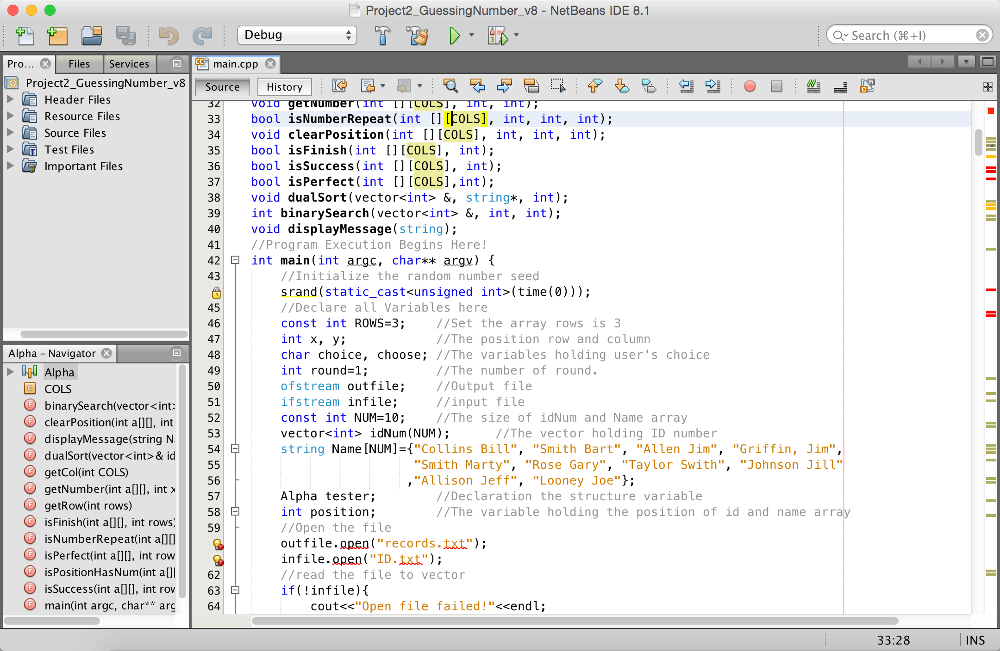 Project2_GuessingNumber_v8 - NetBeans IDE 8.1
Debug
Search (⌘+I)
Pro...
Files
Services
Project2_GuessingNumber_v8
Header Files
Resource Files
Source Files
Test Files
Important Files
Alpha – Navigator
Alpha
COLS
binarySearch(vector<int>
clearPosition(int a[][], int
displayMessage(string N
dualSort(vector<int>& id
getCol(int COLS)
getNumber(int a[][], int x
getRow(int rows)
isFinish(int a[][], int rows)
isNumberRepeat(int a[][]
isPerfect(int a[][], int row
isPositionHasNum(int a[]
isSuccess(int a[][], int rov
main(int argc, char** arg
main.cpp
Source
History
32 void getNumber(int [][COLS], int, int);
33 bool isNumberRepeat(int [][COLS], int, int, int);
34 void clearPosition(int [][COLS], int, int, int);
35 bool isFinish(int [][COLS], int);
36 bool isSuccess(int [][COLS], int);
37 bool isPerfect(int [][COLS],int);
38 void dualSort(vector<int> &, string*, int);
39 int binarySearch(vector<int> &, int, int);
40 void displayMessage(string);
41 //Program Execution Begins Here!
42 int main(int argc, char** argv) {
43 //Initialize the random number seed
srand(static_cast<unsigned int>(time(0)));
45 //Declare all Variables here
46 const int ROWS=3; //Set the array rows is 3
47 int x, y; //The position row and column
48 char choice, choose; //The variables holding user's choice
49 int round=1; //The number of round.
50 ofstream outfile; //Output file
51 ifstream infile; //input file
52 const int NUM=10; //The size of idNum and Name array
53 vector<int> idNum(NUM); //The vector holding ID number
54 string Name[NUM]={"Collins Bill", "Smith Bart", "Allen Jim", "Griffin, Jim",
55 "Smith Marty", "Rose Gary", "Taylor Swith", "Johnson Jill"
56 ,"Allison Jeff", "Looney Joe"};
57 Alpha tester; //Declaration the structure variable
58 int position; //The variable holding the position of id and name array
59 //Open the file
outfile.open("records.txt");
infile.open("ID.txt");
62 //read the file to vector
63 if(!infile){
64 cout<<"Open file failed!"<<endl;
33:28
INS